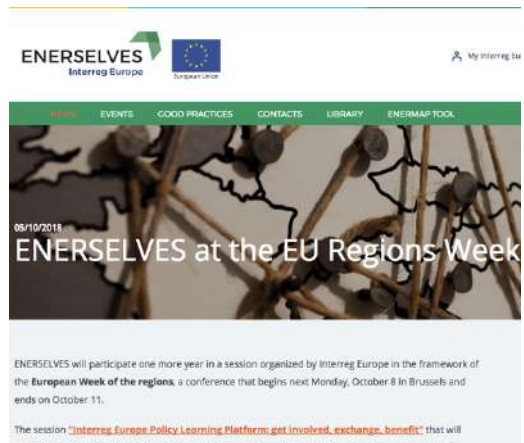 ENERSELVES
Interreg Europe
European Union
My Interreg Eu
NEWS
EVENTS
GOOD PRACTICES
CONTACTS
LIBRARY
ENERMAP TOOL
05/10/2018
ENERSELVES at the EU Regions Week
ENERSELVES will participate one more year in a session organized by Interreg Europe in the framework of
the European Week of the regions, a conference that begins next Monday, October 8 in Brussels and
ends on October 11.
The session "Interreg Europe Policy Learning Platform: get involved, exchange, benefit" that will